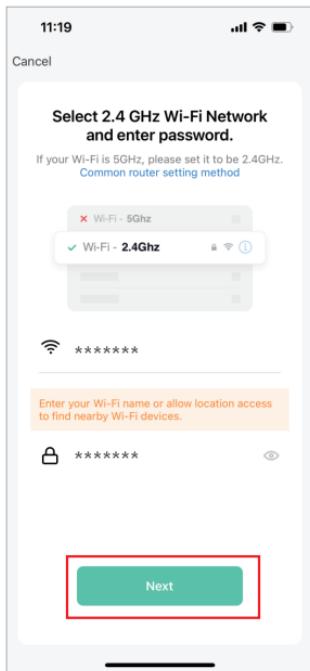 11:19
Cancel
Select 2.4 GHz Wi-Fi Network
and enter password.
If your Wi-Fi is 5GHz, please set it to be 2.4GHz.
Common router setting method
Wi-Fi - 5Ghz
Wi-Fi - 2.4Ghz
*******
Enter your Wi-Fi name or allow location access
to find nearby Wi-Fi devices.
*******
Next